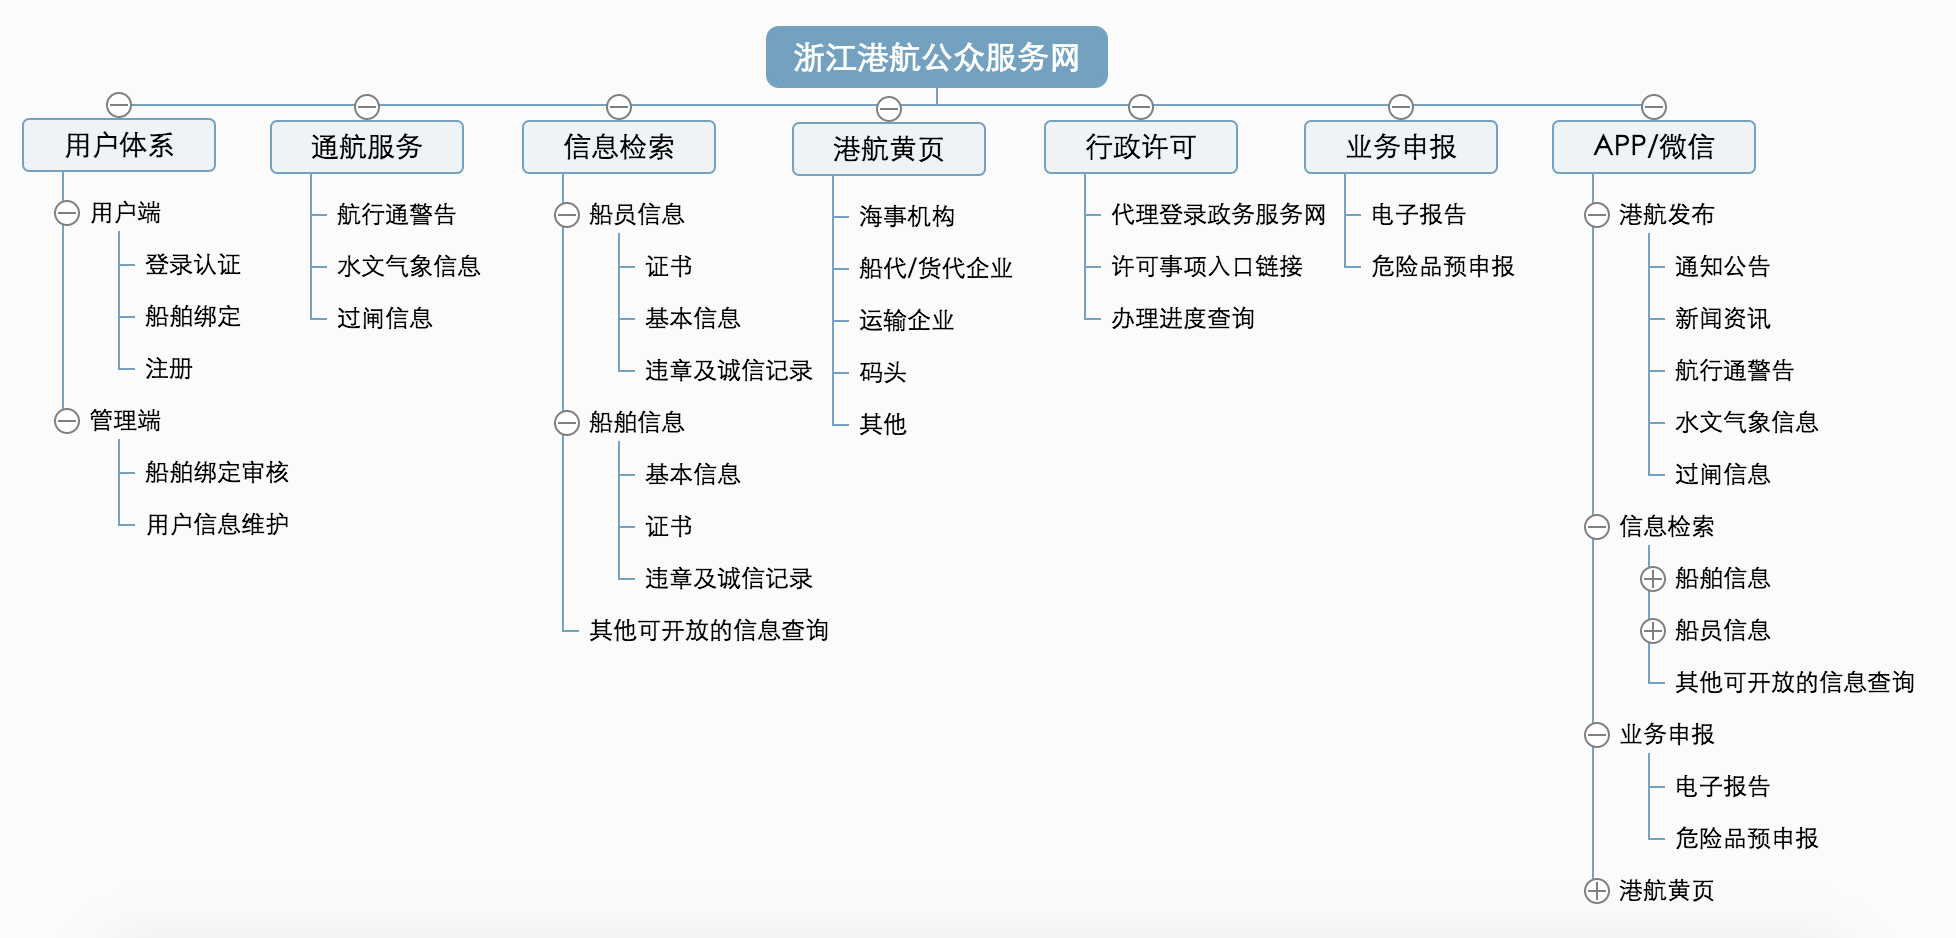 浙江港航公众服务网
用户体系
用户端
登录认证
船舶绑定
注册
管理端
船舶绑定审核
用户信息维护
通航服务
航行通警告
水文气象信息
过闸信息
信息检索
船员信息
证书
基本信息
违章及诚信记录
船舶信息
基本信息
证书
违章及诚信记录
其他可开放的信息查询
港航黄页
海事机构
船代/货代企业
运输企业
码头
其他
行政许可
代理登录政务服务网
许可事项入口链接
办理进度查询
业务申报
电子报告
危险品预申报
APP/微信
港航发布
通知公告
新闻资讯
航行通警告
水文气象信息
过闸信息
信息检索
船舶信息
船员信息
其他可开放的信息查询
业务申报
电子报告
危险品预申报
港航黄页